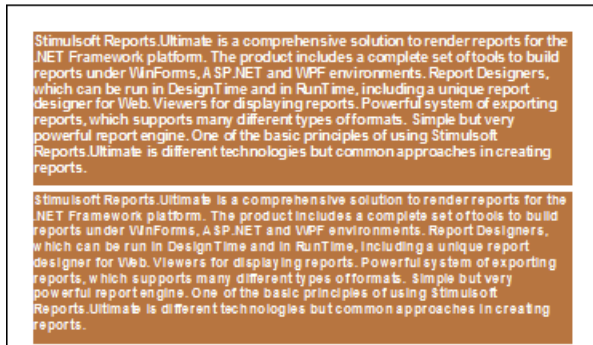 Stimulsoft Reports.Ultimate is a comprehensive solution to render reports for the
.NET Framework platform. The product includes a complete set of tools to build
reports under WinForms, ASP.NET and WPF environments. Report Designers,
which can be run in DesignTime and in RunTime, including a unique report
designer for Web. Viewers for displaying reports. Powerful system of exporting
reports, which supports many different types of formats. Simple but very
powerful report engine. One of the basic principles of using Stimulsoft
Reports.Ultimate is different technologies but common approaches in creating
reports.
Stimulsoft Reports.Ultimate is a comprehensive solution to render reports for the
.NET Framework platform. The product includes a complete set of tools to build
reports under WinForms, ASP.NET and WPF environments. Report Designers,
which can be run in DesignTime and in RunTime, including a unique report
designer for Web. Viewers for displaying reports. Powerful system of exporting
reports, which supports many different types of formats. Simple but very
powerful report engine. One of the basic principles of using Stimulsoft
Reports.Ultimate is different technologies but common approaches in creating
reports.